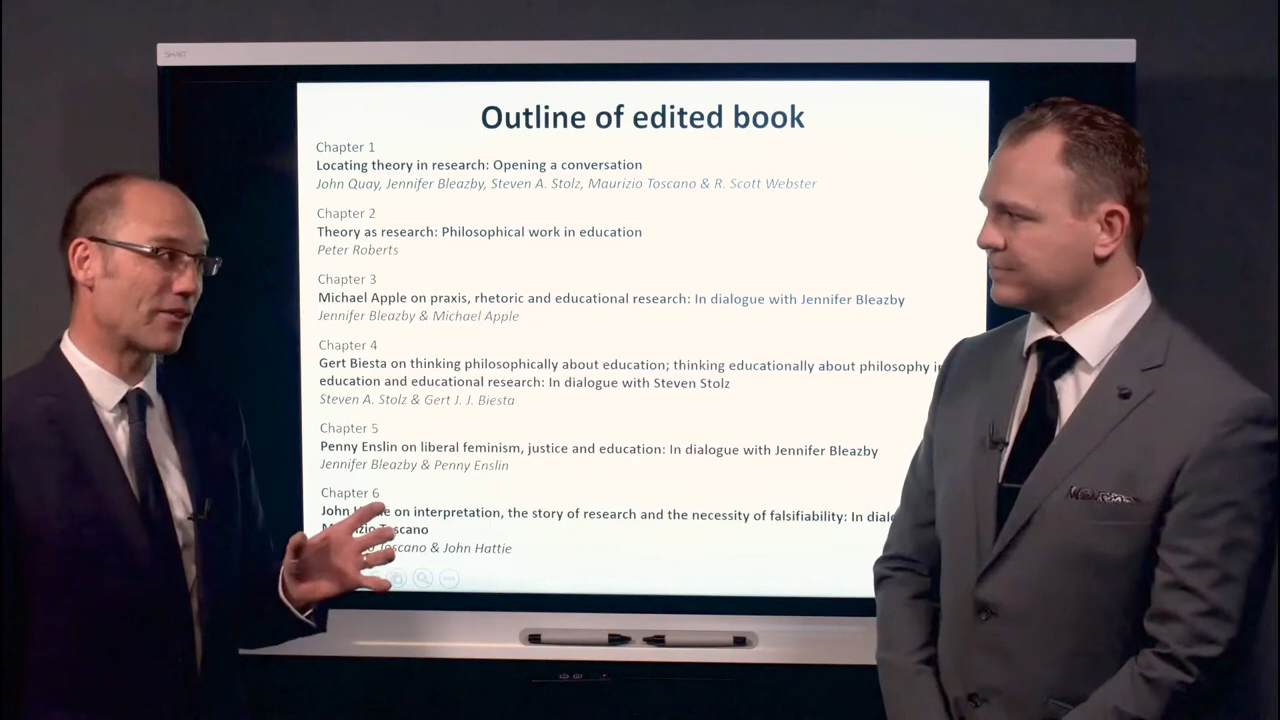 SMART
Outline of edited book
Chapter 1
Locating theory in research: Opening a conversation
John Quay, Jennifer Bleazby, Steven A. Stolz, Maurizio Toscano & R. Scott Webster
Chapter 2
Theory as research: Philosophical work in education
Peter Roberts
Chapter 3
Michael Apple on praxis, rhetoric and educational research: In dialogue with Jennifer Bleazby
Jennifer Bleazby & Michael Apple
Chapter 4
Gert Biesta on thinking philosophically about education; thinking educationally about philosophy
education and educational research: In dialogue with Steven Stolz
Steven A. Stolz & Gert J. J. Biesta
Chapter 5
Penny Enslin on liberal feminism, justice and education: In dialogue with Jennifer Bleazby
Jennifer Bleazby & Penny Enslin
Chapter 6
John on interpretation, the story of research and the necessity of falsifiability: In
Toscano & John Hattie